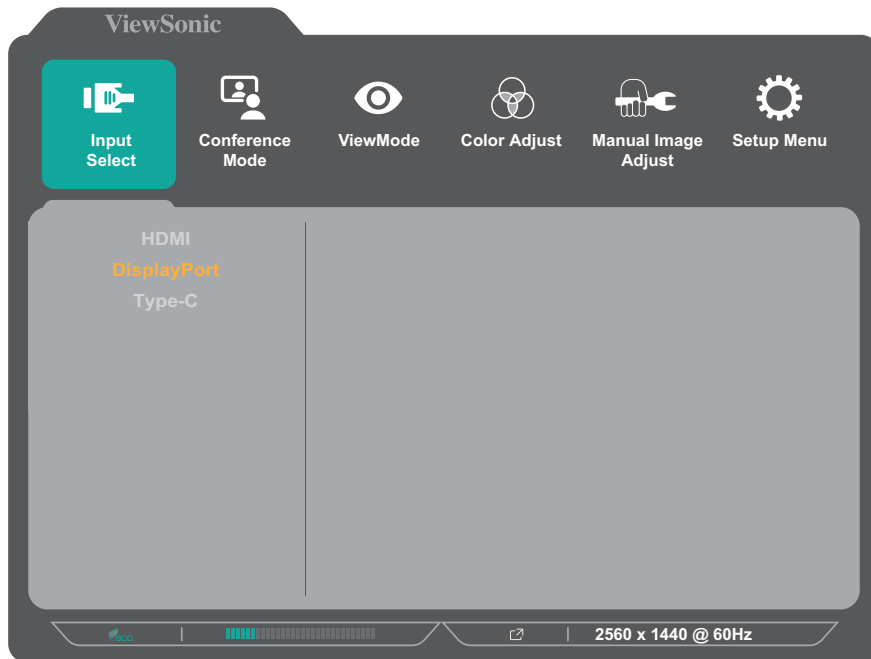 ViewSonic
Input
Select
Conference
Mode
ViewMode
Color Adjust
Manual Image
Adjust
Setup Menu
HDMI
DisplayPort
Type-C
eco
2560 x 1440 @ 60Hz